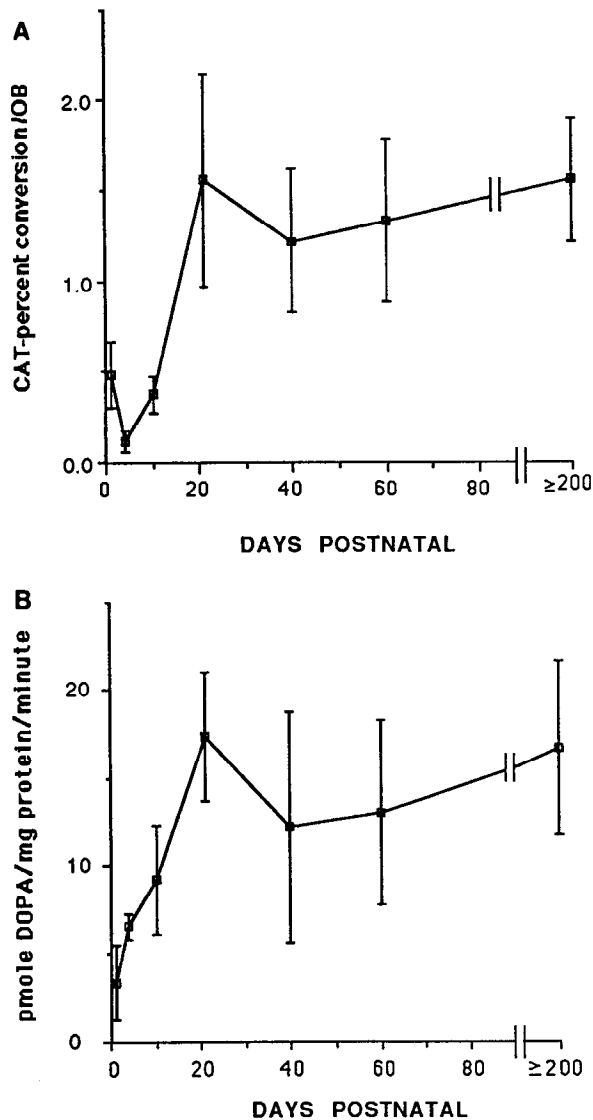 A
CAT-percent conversion/OB
2.0
1.0
0.0
0 20 40 60 80 ≥200
DAYS POSTNATAL
B
pmole DOPA/mg protein/minute
20
10
0
0 20 40 60 80 ≥200
DAYS POSTNATAL